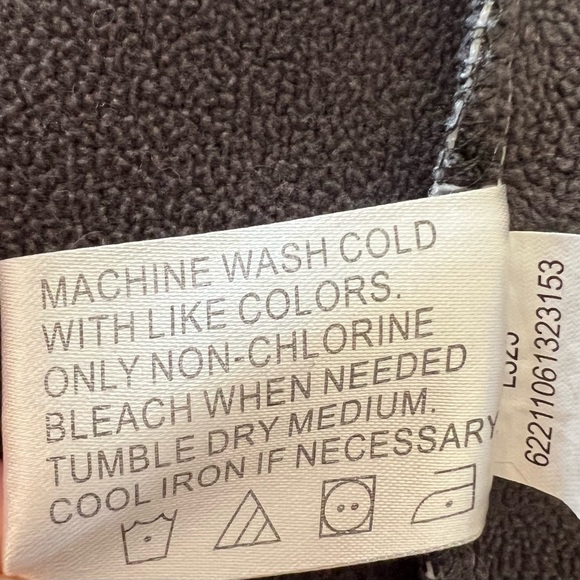 MACHINE WASH COLD
WITH LIKE COLORS.
ONLY NON-CHLORINE
BLEACH WHEN NEEDED
TUMBLE DRY MEDIUM.
COOL IRON IF NECESSARY
62211061323153